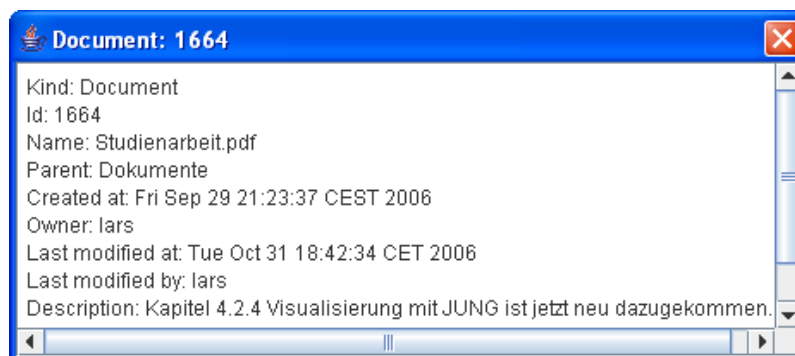 Document: 1664
Kind: Document
Id: 1664
Name: Studienarbeit.pdf
Parent: Dokumente
Created at: Fri Sep 29 21:23:37 CEST 2006
Owner: lars
Last modified at: Tue Oct 31 18:42:34 CET 2006
Last modified by: lars
Description: Kapitel 4.2.4 Visualisierung mit JUNG ist jetzt neu dazugekommen.